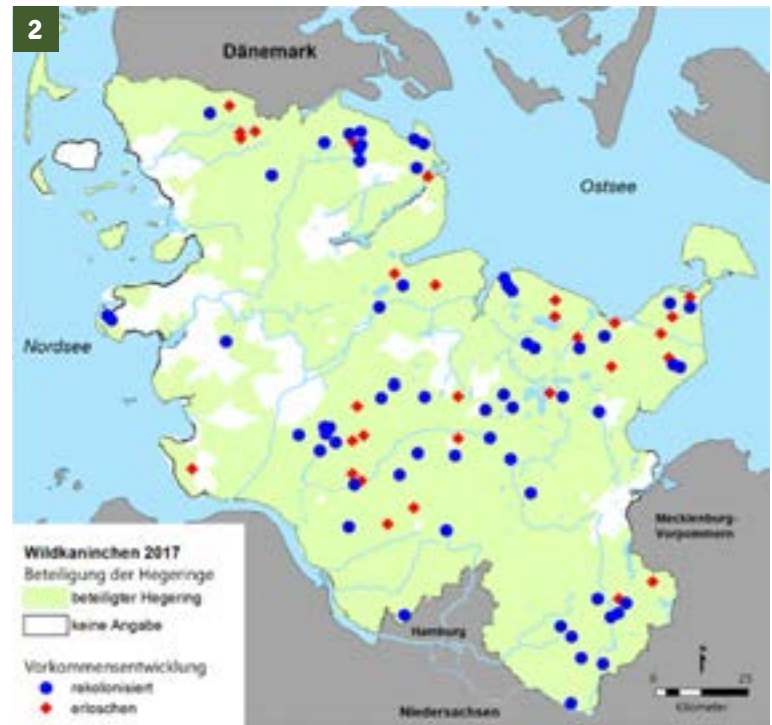 2
Dänemark
Ostsee
Nordsee
Mecklenburg-
Vorpommern
Hamburg
Niedersachsen
Wildkaninchen 2017
Beteiligung der Hegeringe
beteiligter Hegering
keine Angabe
Vorkommensentwicklung
rekolonisiert
erloschen
0 25
Kilometer